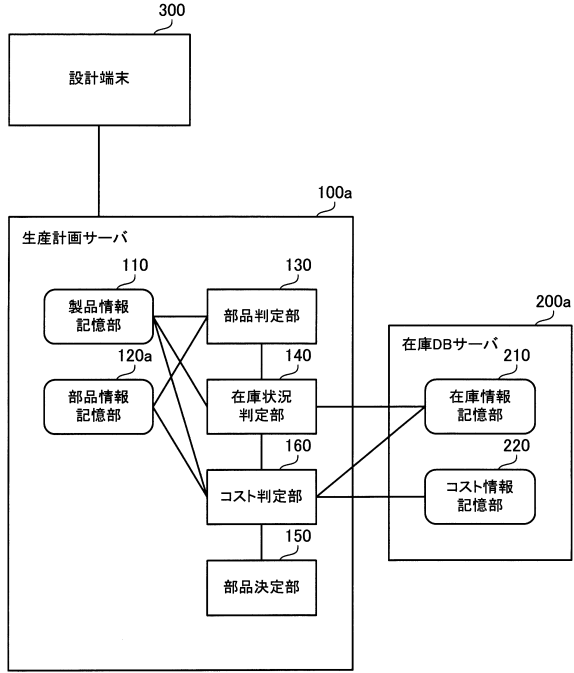 300
設計端末
100a
生産計画サーバ
110
製品情報
記憶部
130
部品判定部
120a
部品情報
記憶部
140
在庫状況
判定部
160
コスト判定部
150
部品決定部
200a
在庫DBサーバ
210
在庫情報
記憶部
220
コスト情報
記憶部